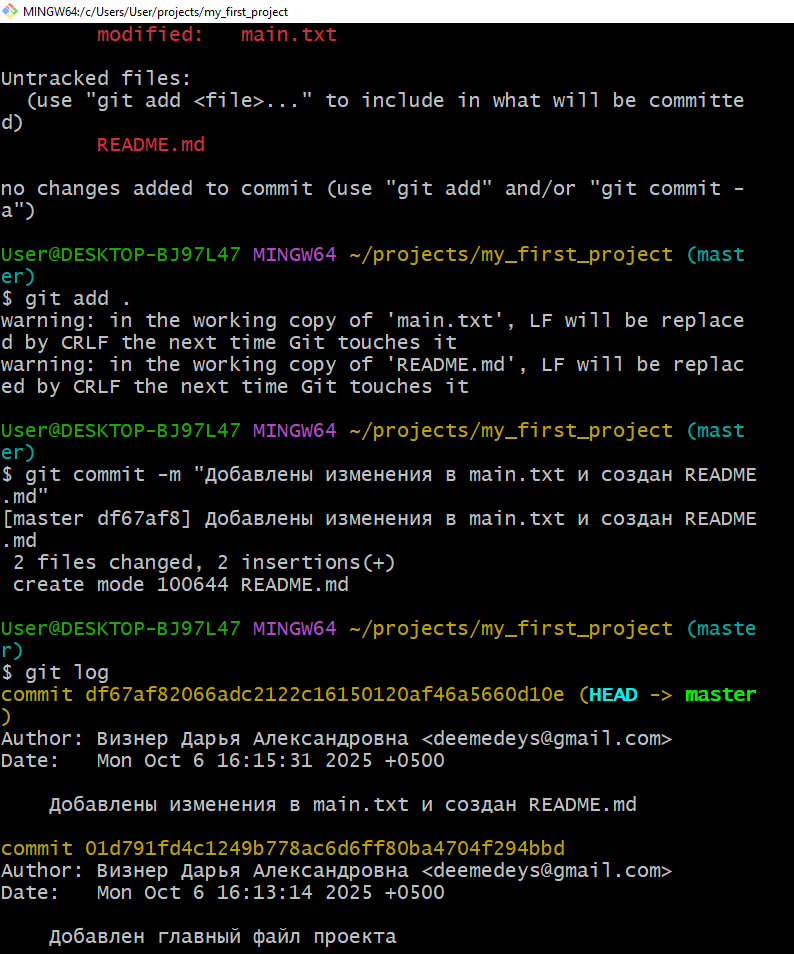 MINGW64:/c/Users/User/projects/my_first_project
modified:   main.txt
Untracked files:
(use "git add <file>..." to include in what will be committe
d)
README.md
no changes added to commit (use "git add" and/or "git commit -
a")
User@DESKTOP-BJ97L47 MINGW64 ~/projects/my_first_project (mast
er)
$ git add .
warning: in the working copy of 'main.txt', LF will be replace
d by CRLF the next time Git touches it
warning: in the working copy of 'README.md', LF will be replac
ed by CRLF the next time Git touches it
User@DESKTOP-BJ97L47 MINGW64 ~/projects/my_first_project (mast
er)
$ git commit -m "Добавлены изменения в main.txt и создан README
.md"
[master df67af8] Добавлены изменения в main.txt и создан README
.md
2 files changed, 2 insertions(+)
create mode 100644 README.md
User@DESKTOP-BJ97L47 MINGW64 ~/projects/my_first_project (maste
r)
$ git log
commit df67af82066adc2122c16150120af46a5660d10e (HEAD -> master
)
Author: Визнер Дарья Александровна <deemedeys@gmail.com>
Date:   Mon Oct 6 16:15:31 2025 +0500
Добавлены изменения в main.txt и создан README.md
commit 01d791fd4c1249b778ac6d6ff80ba4704f294bbd
Author: Визнер Дарья Александровна <deemedeys@gmail.com>
Date:   Mon Oct 6 16:13:14 2025 +0500
Добавлен главный файл проекта